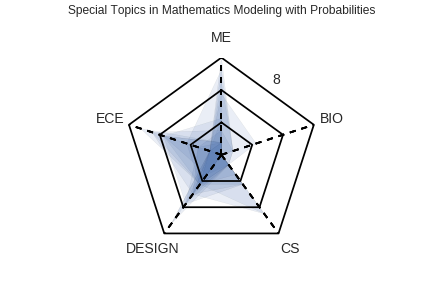 Special Topics in Mathematics Modeling with Probabilities
ME
8
ECE
BIO
DESIGN
CS